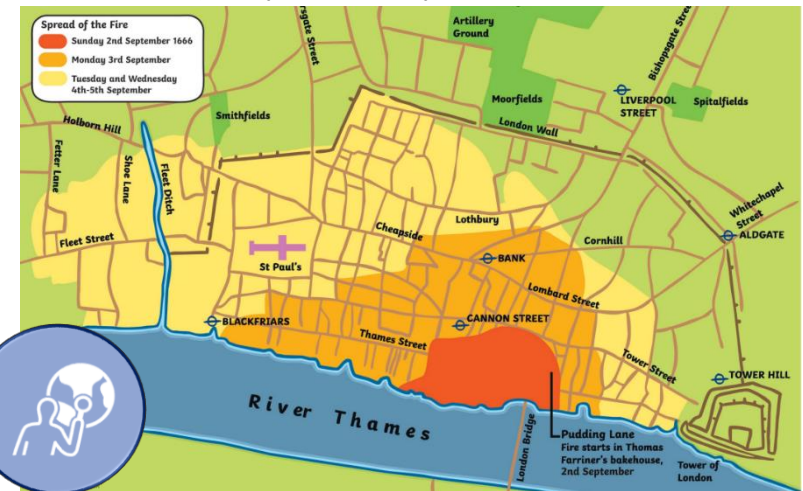 Spread of the Fire
Sunday 2nd September 1666
Monday 3rd September
Tuesday and Wednesday
4th-5th September
Artillery
Ground
Bishopsgate Street
Moorfields
LIVERPOOL
STREET
Spitalfields
Smithfields
London Wall
Holborn Hill
Fetter Lane
Shoe Lane
Fleet Ditch
Whitechapel
Street
ALDGATE
Lothbury
Cheapside
Cornhill
Fleet Street
St Paul's
BANK
Lombard Street
BLACKFRIARS
CANNON STREET
Thames Street
Tower Street
TOWER HILL
River Thames
London Bridge
Pudding Lane
Fire starts in Thomas
Farriner's bakehouse,
2nd September
Tower of
London